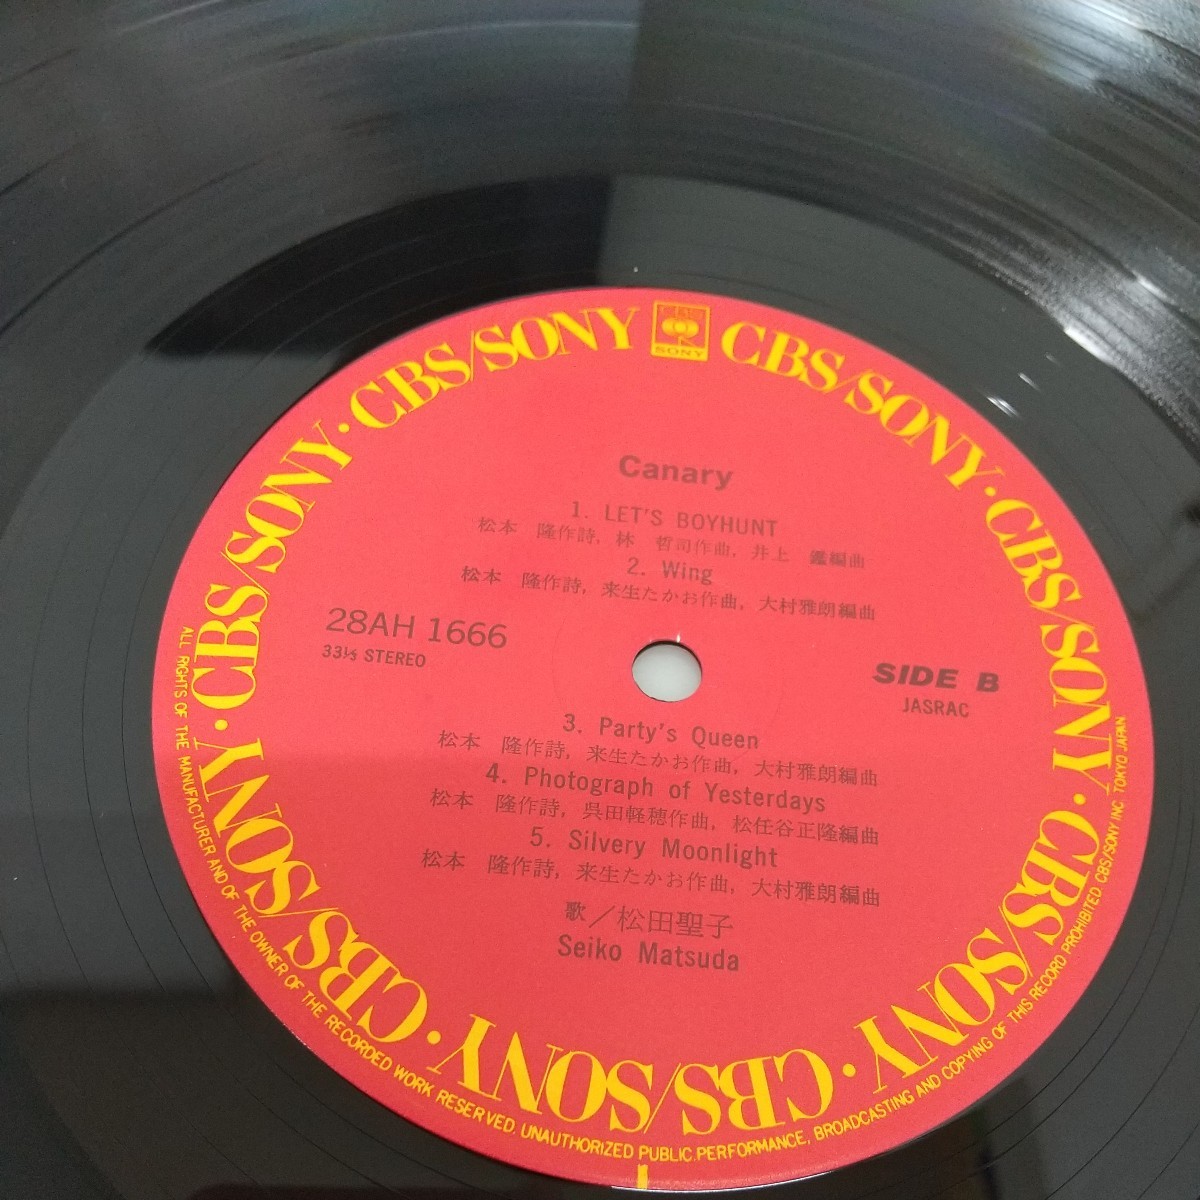 CBS/SONY · CBS/SONY · CBS/SONY · CBS/SONY · CBS/SONY · CBS/SONY · CBS/SONY · CBS/SONY
CBS
SONY
Canary
1. LET'S BOYHUNT
松本 隆作詩, 林 哲司作曲, 井上 鑑編曲
2. Wing
松本 隆作詩, 来生たかお作曲, 大村雅朗編曲
28AH 1666
33⅓ STEREO
SIDE B
JASRAC
3. Party's Queen
松本 隆作詩, 来生たかお作曲, 大村雅朗編曲
4. Photograph of Yesterdays
松本 隆作詩, 呉田軽穂作曲, 松任谷正隆編曲
5. Silvery Moonlight
松本 隆作詩, 来生たかお作曲, 大村雅朗編曲
歌／松田聖子
Seiko Matsuda
ALL RIGHTS OF THE MANUFACTURER AND OF THE OWNER OF THE RECORDED WORK RESERVED. UNAUTHORIZED PUBLIC PERFORMANCE, BROADCASTING AND COPYING OF THIS RECORD PROHIBITED CBS/SONY INC. TOKYO JAPAN